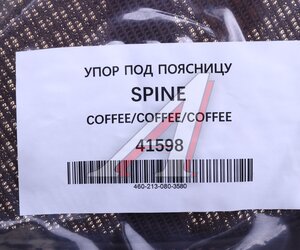 УПОР ПОД ПОЯСНИЦУ
SPINE
COFFEE/COFFEE/COFFEE
41598
460-213-080-3580